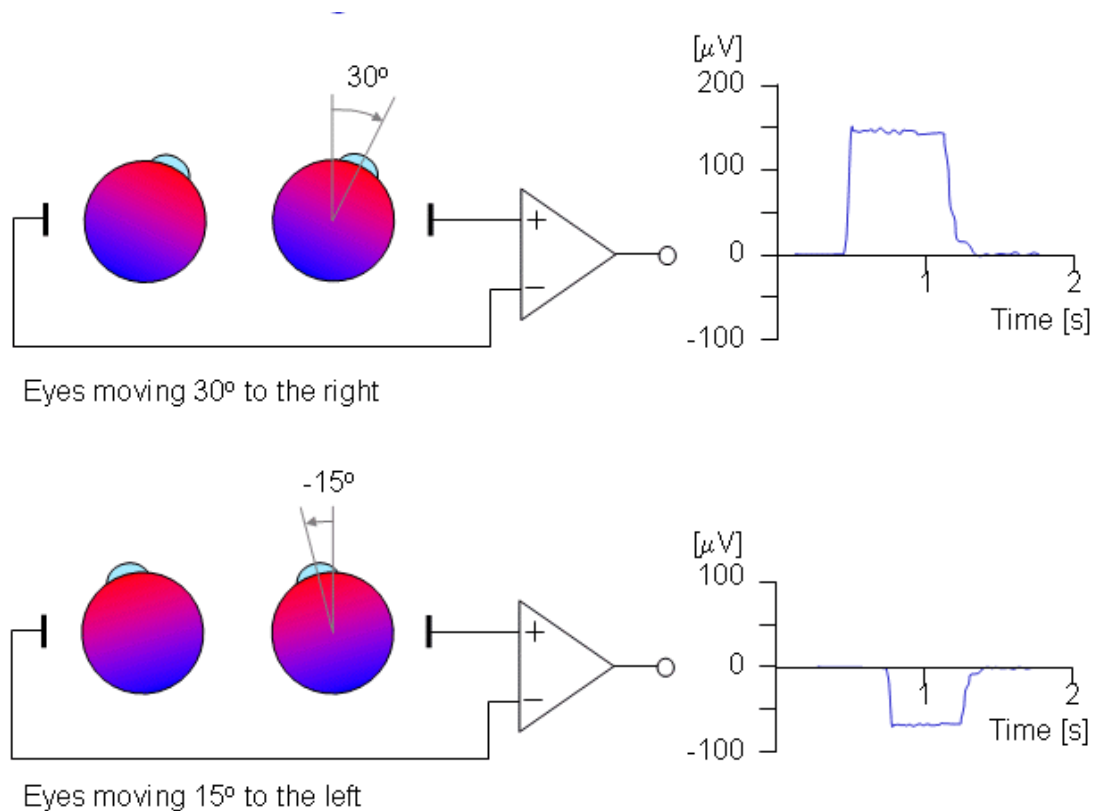 [μV]
200
30º
100
+
0
1
2
−
Time [s]
-100
Eyes moving 30º to the right
-15º
[μV]
100
+
0
1
2
−
Time [s]
-100
Eyes moving 15º to the left